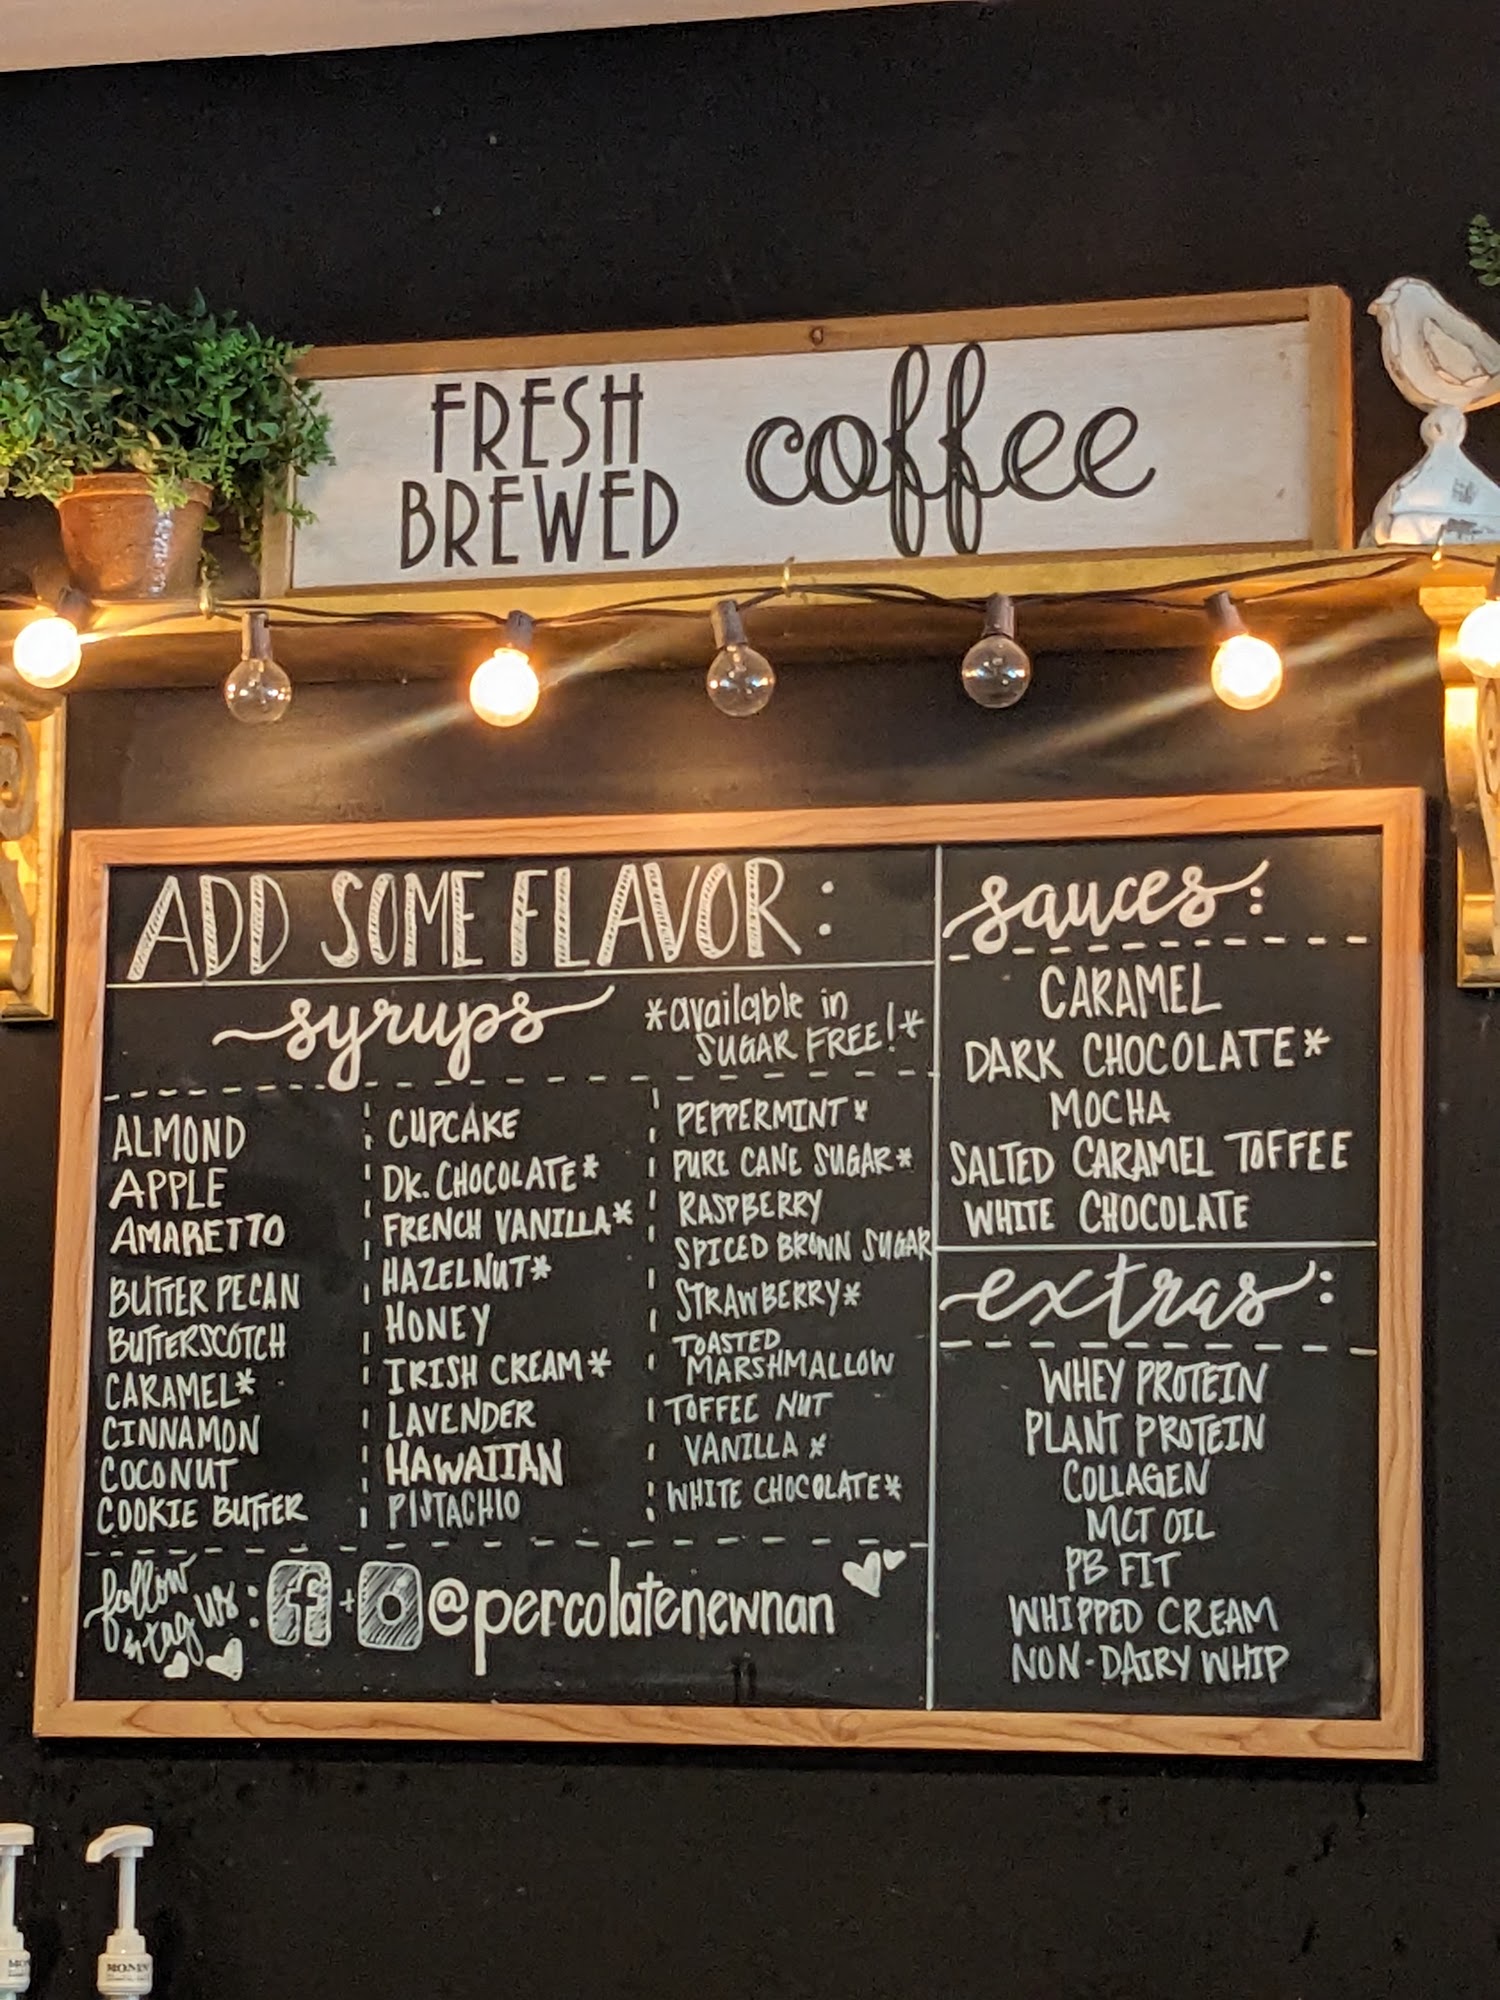 FRESH
BREWED
coffee
ADD SOME FLAVOR:
syrups
*available in
SUGAR FREE!*
ALMOND
APPLE
AMARETTO
BUTTER PECAN
BUTTERSCOTCH
CARAMEL*
CINNAMON
COCONUT
COOKIE BUTTER
CUPCAKE
DK. CHOCOLATE*
FRENCH VANILLA*
HAZELNUT*
HONEY
IRISH CREAM*
LAVENDER
HAWAIIAN
PISTACHIO
PEPPERMINT*
PURE CANE SUGAR*
RASPBERRY
SPICED BROWN SUGAR
STRAWBERRY*
TOASTED
MARSHMALLOW
TOFFEE NUT
VANILLA*
WHITE CHOCOLATE*
follow
& tag us: f + @percolatenewnan
sauces:
CARAMEL
DARK CHOCOLATE*
MOCHA
SALTED CARAMEL TOFFEE
WHITE CHOCOLATE
extras:
WHEY PROTEIN
PLANT PROTEIN
COLLAGEN
MCT OIL
PB FIT
WHIPPED CREAM
NON-DAIRY WHIP
MONIN